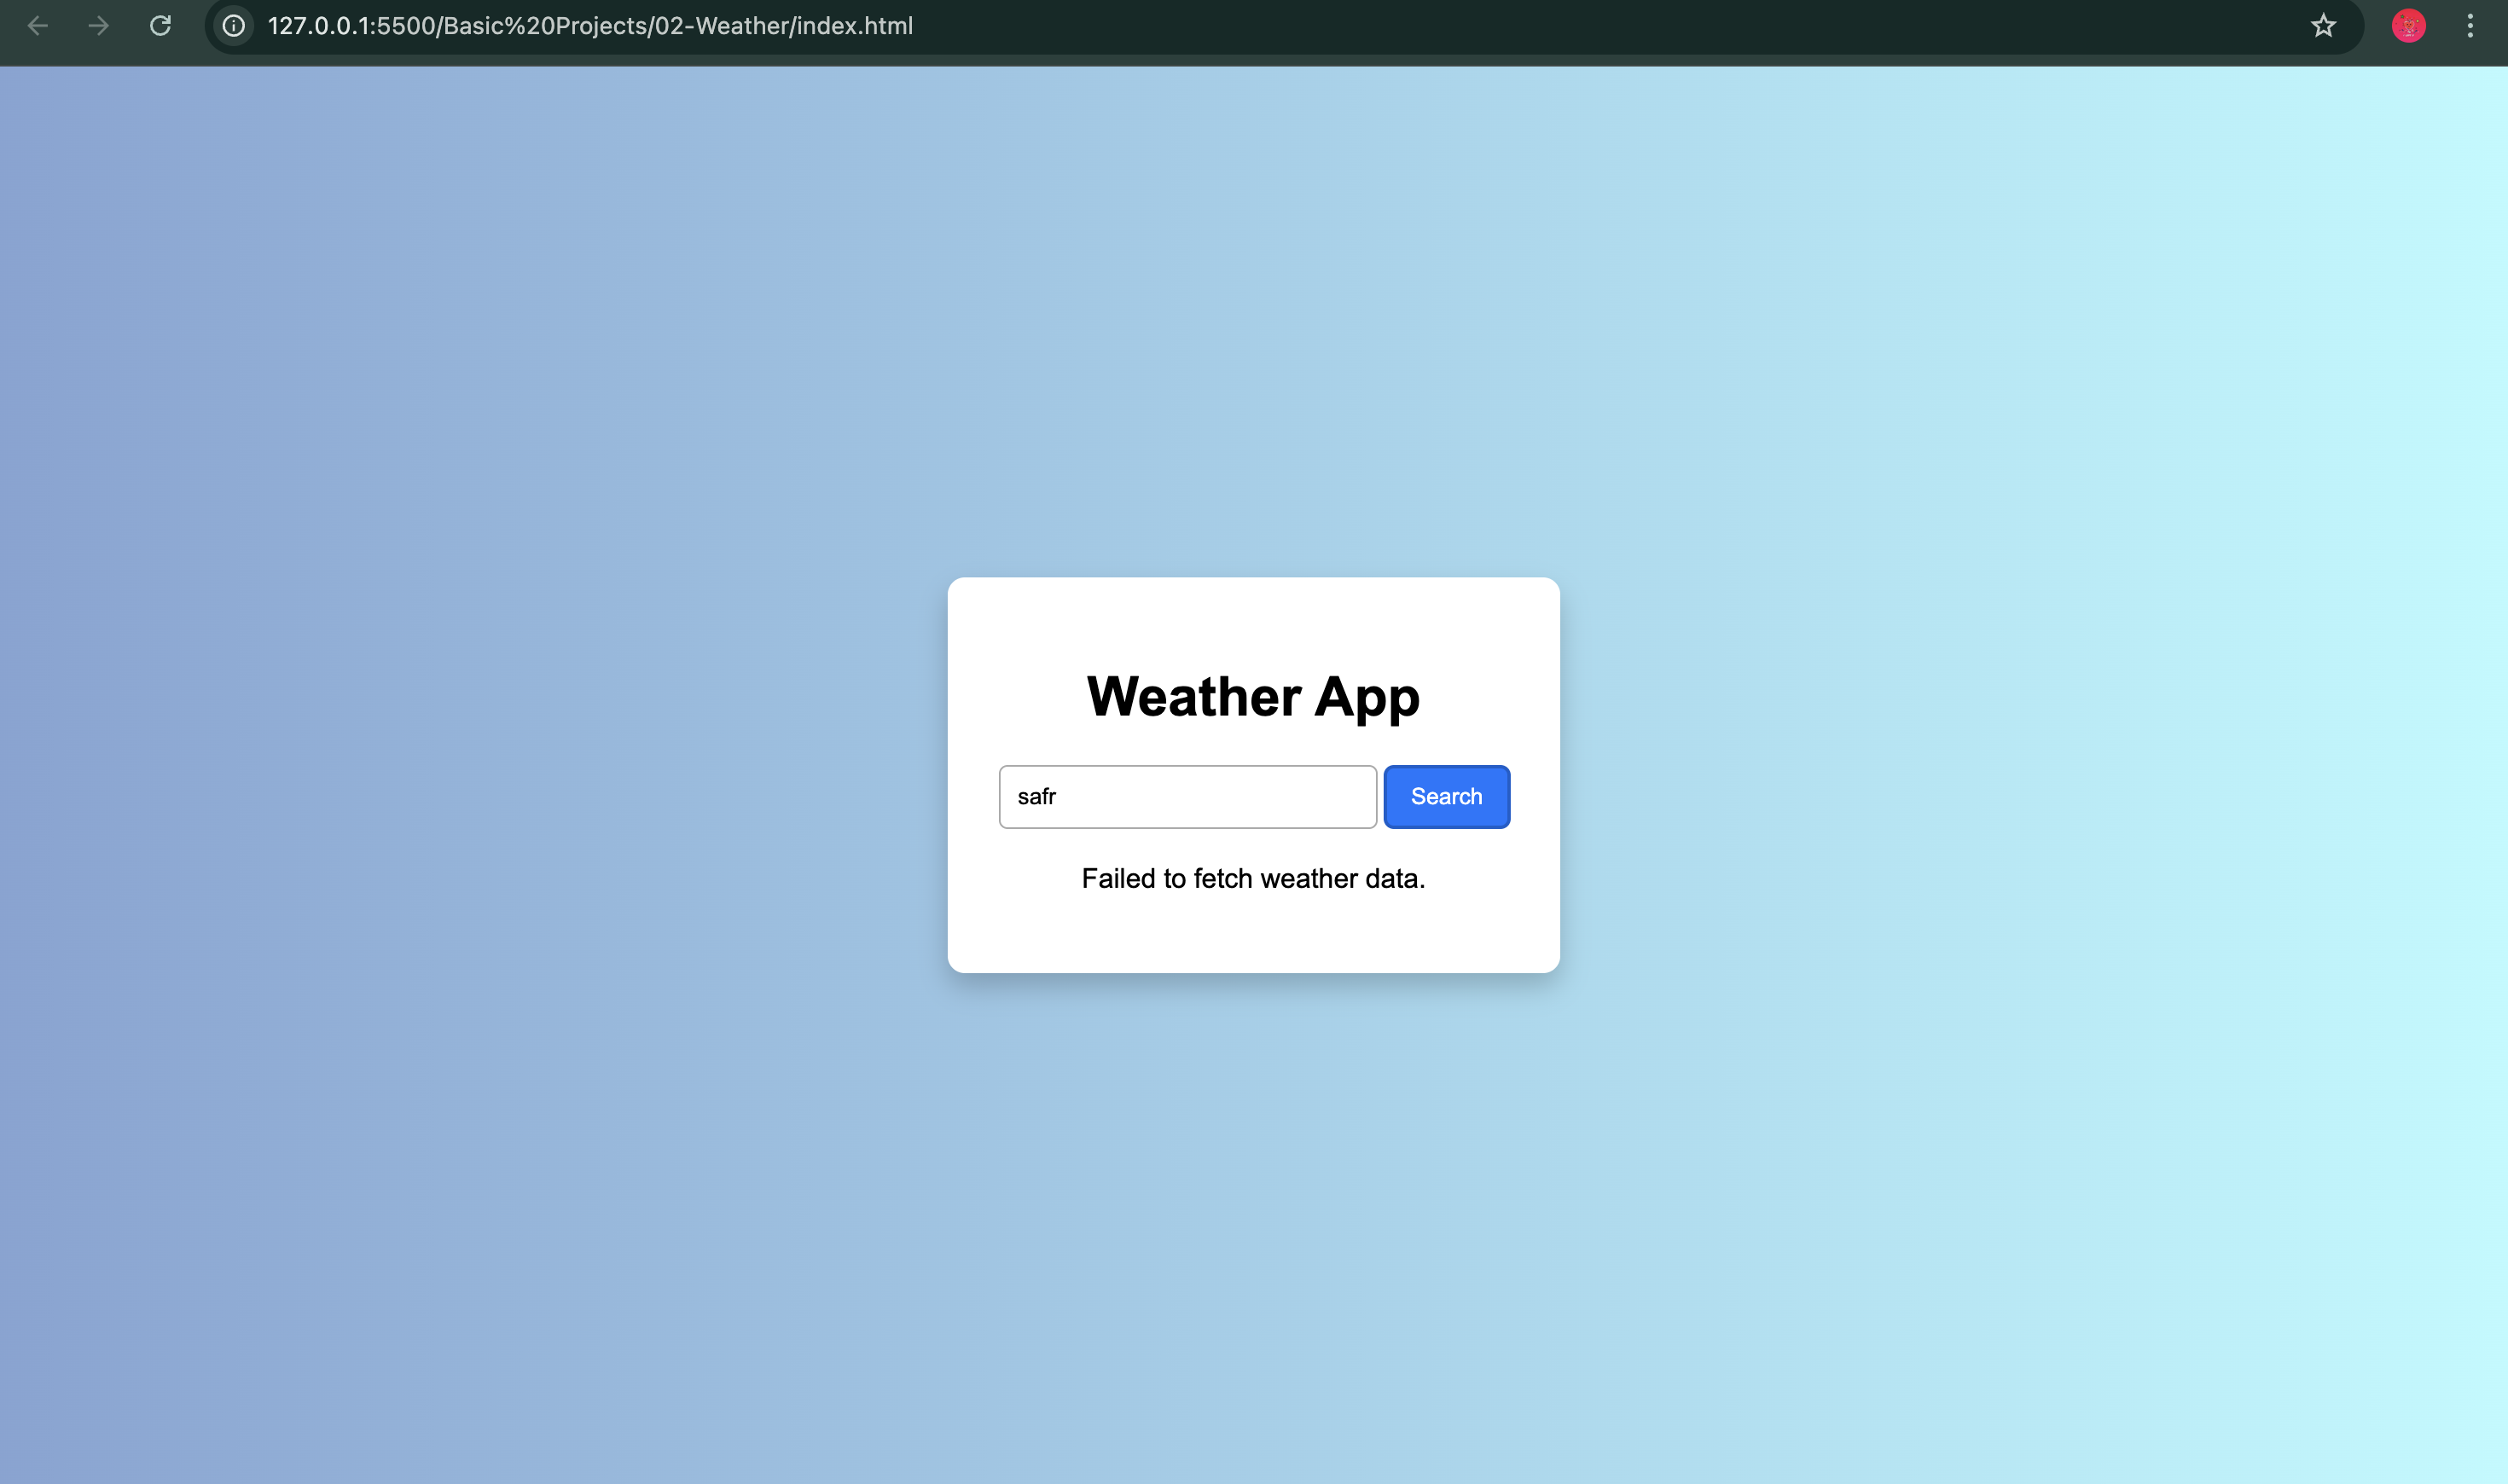 127.0.0.1:5500/Basic%20Projects/02-Weather/index.html
Weather App
safr
Search
Failed to fetch weather data.